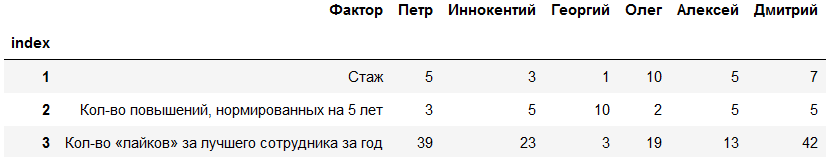 Фактор Петр Иннокентий Георгий Олег Алексей Дмитрий
index
1 Стаж 5 3 1 10 5 7
2 Кол-во повышений, нормированных на 5 лет 3 5 10 2 5 5
3 Кол-во «лайков» за лучшего сотрудника за год 39 23 3 19 13 42